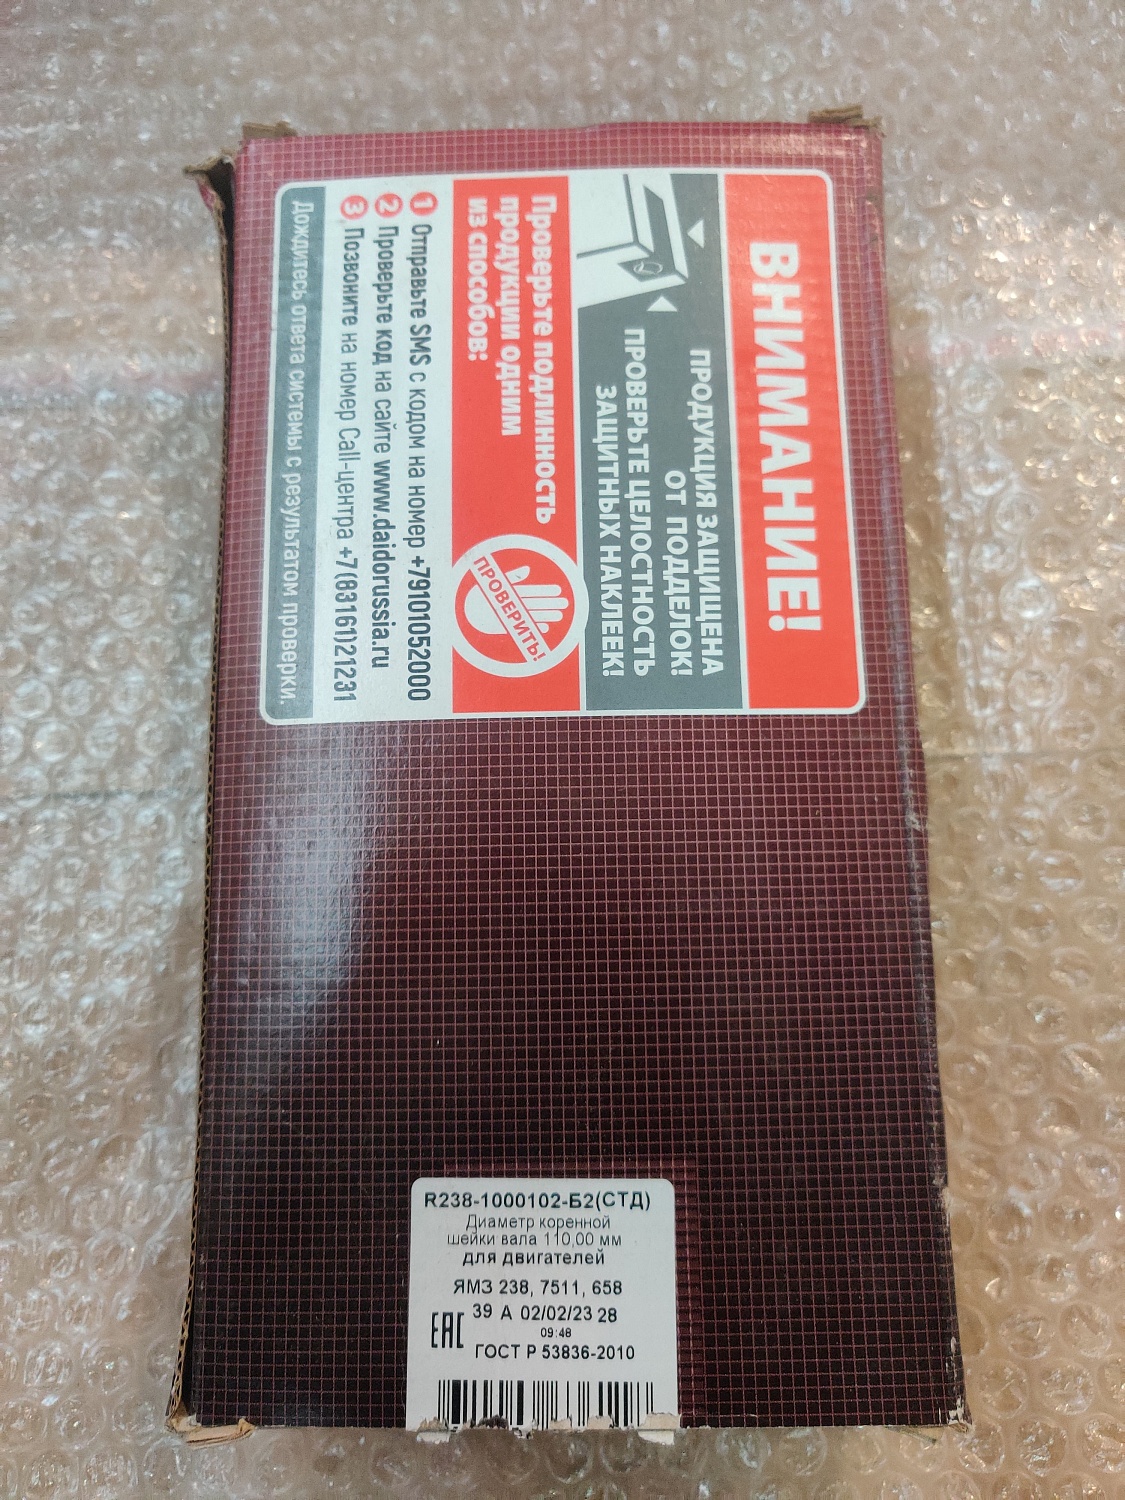 ВНИМАНИЕ!
ПРОДУКЦИЯ ЗАЩИЩЕНА
ОТ ПОДДЕЛОК!
ПРОВЕРЬТЕ ЦЕЛОСТНОСТЬ
ЗАЩИТНЫХ НАКЛЕЕК!
Проверьте подлинность
продукции одним
из способов:
ПРОВЕРИТЬ!
1 Отправьте SMS с кодом на номер +79101052000
2 Проверьте код на сайте www.daidorussia.ru
3 Позвоните на номер Call-центра +7(83161)21231
Дождитесь ответа системы с результатом проверки.
R238-1000102-Б2(СТД)
Диаметр коренной
шейки вала 110,00 мм
для двигателей
ЯМЗ 238, 7511, 658
39 А 02/02/23 28
09:48
ЕАС
ГОСТ Р 53836-2010